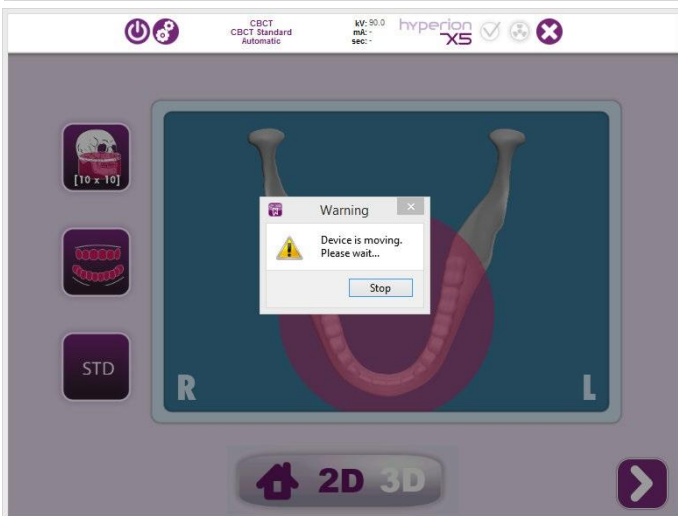 CBCT
CBCT Standard
Automatic
kV: 90.0
mA: -
sec: -
hyperion
X5
Warning
Device is moving.
Please wait...
Stop
[10 x 10]
STD
R
L
2D 3D